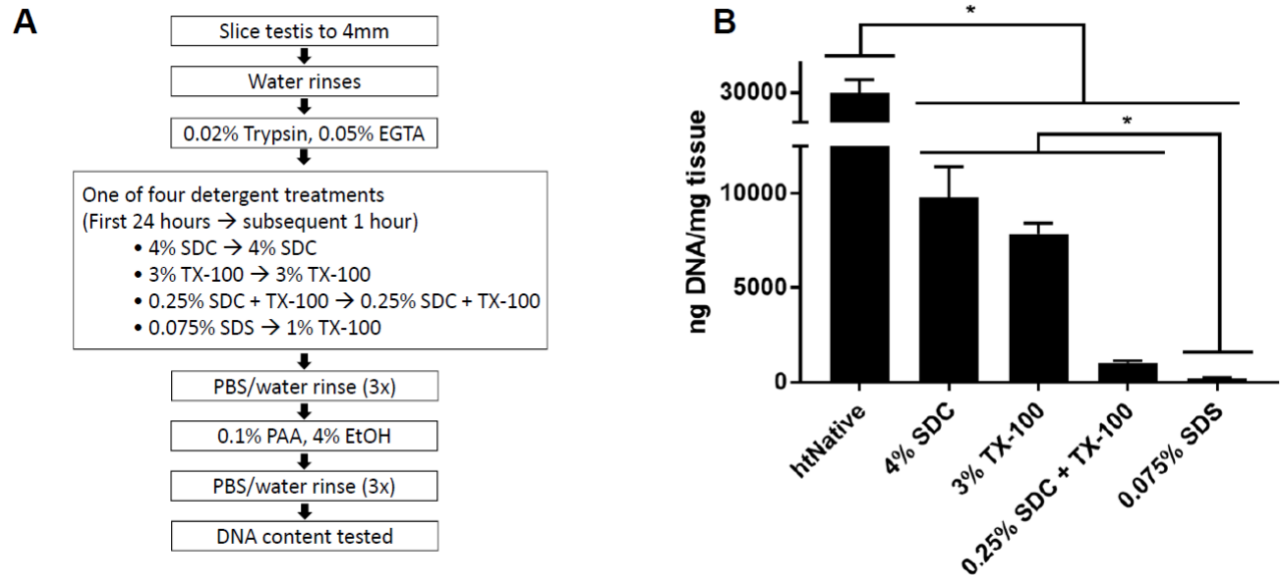 A
Slice testis to 4mm
Water rinses
0.02% Trypsin, 0.05% EGTA
One of four detergent treatments
(First 24 hours → subsequent 1 hour)
• 4% SDC → 4% SDC
• 3% TX-100 → 3% TX-100
• 0.25% SDC + TX-100 → 0.25% SDC + TX-100
• 0.075% SDS → 1% TX-100
PBS/water rinse (3x)
0.1% PAA, 4% EtOH
PBS/water rinse (3x)
DNA content tested
B
*
*
ng DNA/mg tissue
30000
10000
5000
0
htNative
4% SDC
3% TX-100
0.25% SDC + TX-100
0.075% SDS